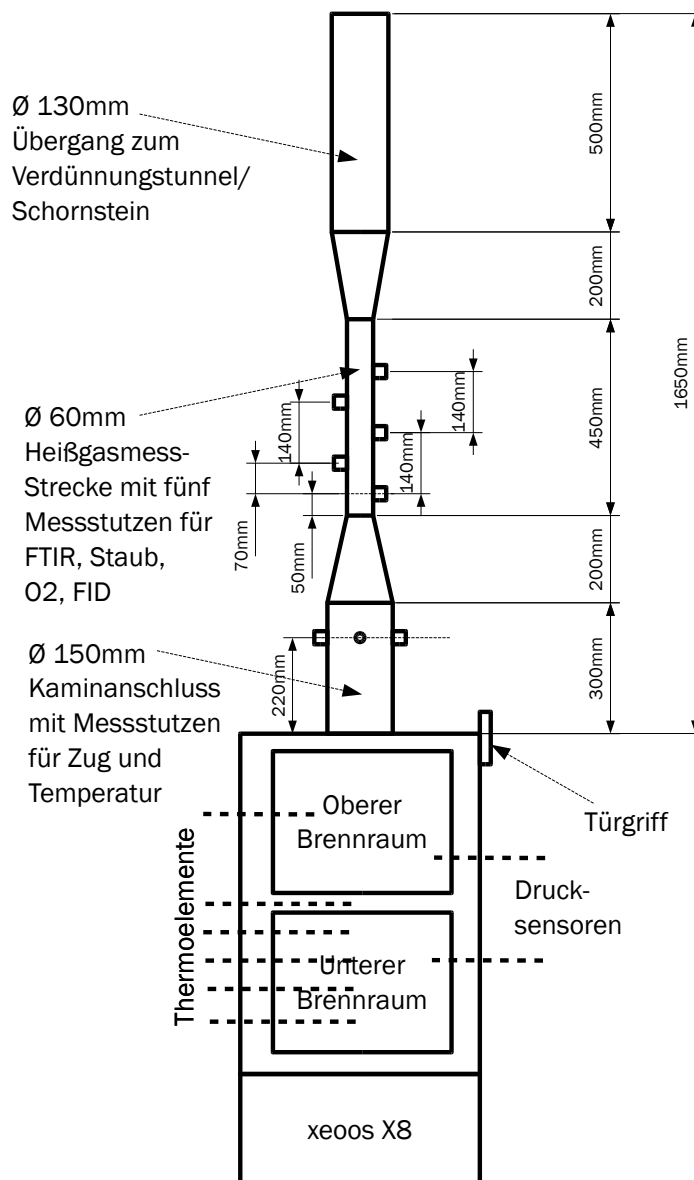 Ø 130mm
Übergang zum
Verdünnungstunnel/
Schornstein
500mm
200mm
1650mm
450mm
140mm
140mm
140mm
Ø 60mm
Heißgasmess-
Strecke mit fünf
Messstutzen für
FTIR, Staub,
O2, FID
70mm
50mm
200mm
300mm
220mm
Ø 150mm
Kaminanschluss
mit Messstutzen
für Zug und
Temperatur
Türgriff
Oberer
Brennraum
Druck-
sensoren
Thermoelemente
Unterer
Brennraum
xeoos X8